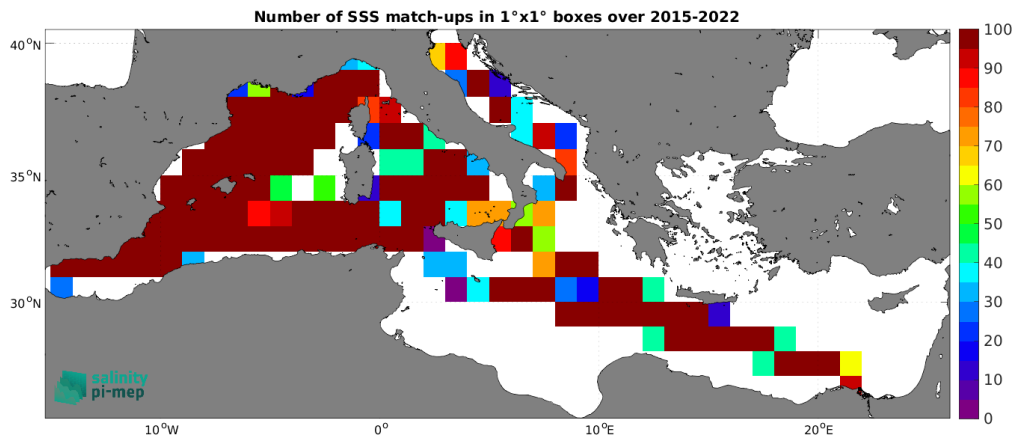 Number of SSS match-ups in 1°x1° boxes over 2015-2022
40°N
35°N
30°N
10°W
0°
10°E
20°E
100
90
80
70
60
50
40
30
20
10
0
salinity
pi-mep